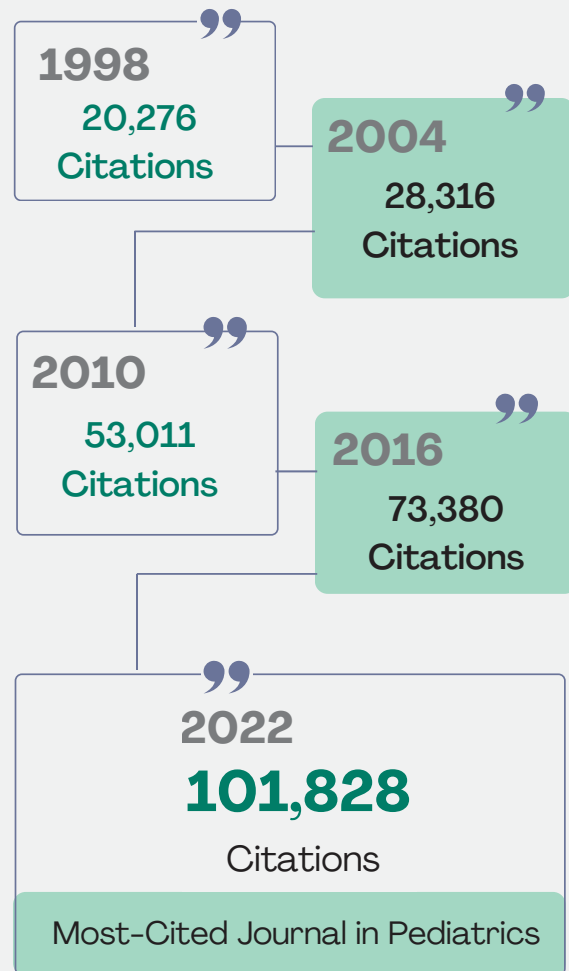 1998
20,276
Citations
2004
28,316
Citations
2010
53,011
Citations
2016
73,380
Citations
2022
101,828
Citations
Most-Cited Journal in Pediatrics